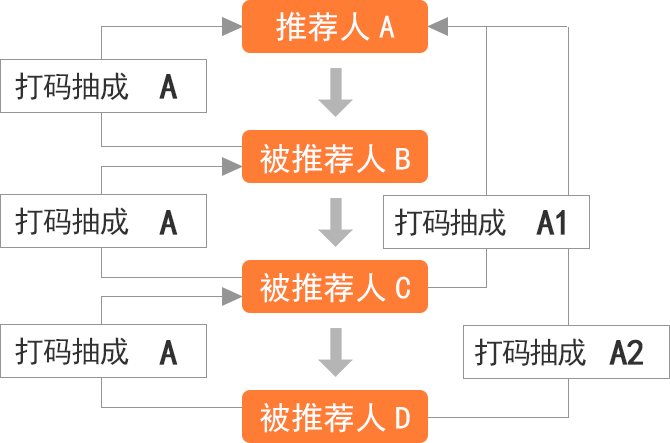 推荐人 A
打码抽成 A
被推荐人 B
打码抽成 A
打码抽成 A1
被推荐人 C
打码抽成 A
打码抽成 A2
被推荐人 D